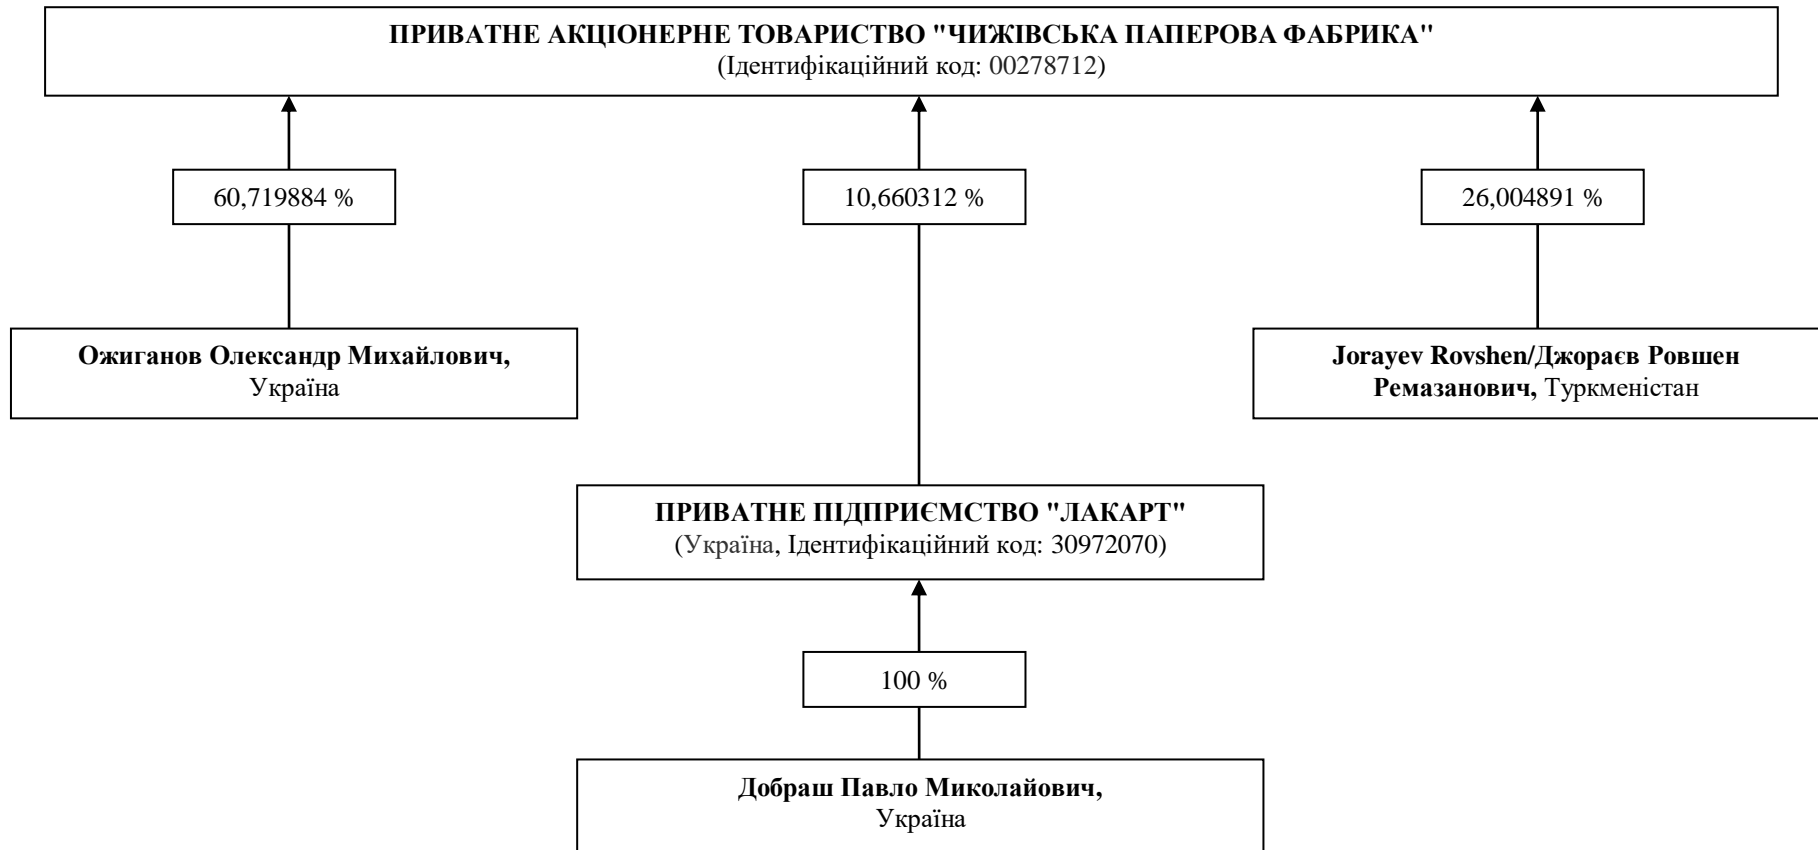 ПРИВАТНЕ АКЦІОНЕРНЕ ТОВАРИСТВО "ЧИЖІВСЬКА ПАПЕРОВА ФАБРИКА"
(Ідентифікаційний код: 00278712)
60,719884 %
10,660312 %
26,004891 %
Ожиганов Олександр Михайлович,
Україна
Jorayev Rovshen/Джораєв Ровшен
Ремазанович, Туркменістан
ПРИВАТНЕ ПІДПРИЄМСТВО "ЛАКАРТ"
(Україна, Ідентифікаційний код: 30972070)
100 %
Добраш Павло Миколайович,
Україна